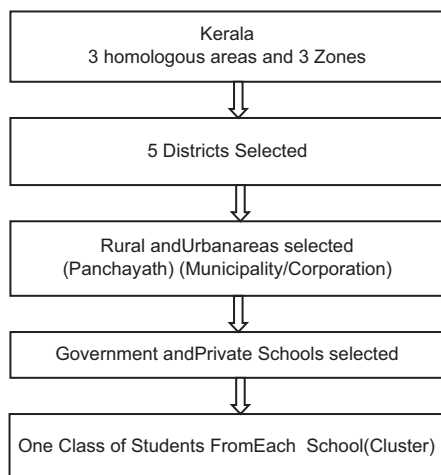 Kerala
3 homologous areas and 3 Zones
5 Districts Selected
Rural andUrbanareas selected
(Panchayath) (Municipality/Corporation)
Government andPrivate Schools selected
One Class of Students FromEach School(Cluster)